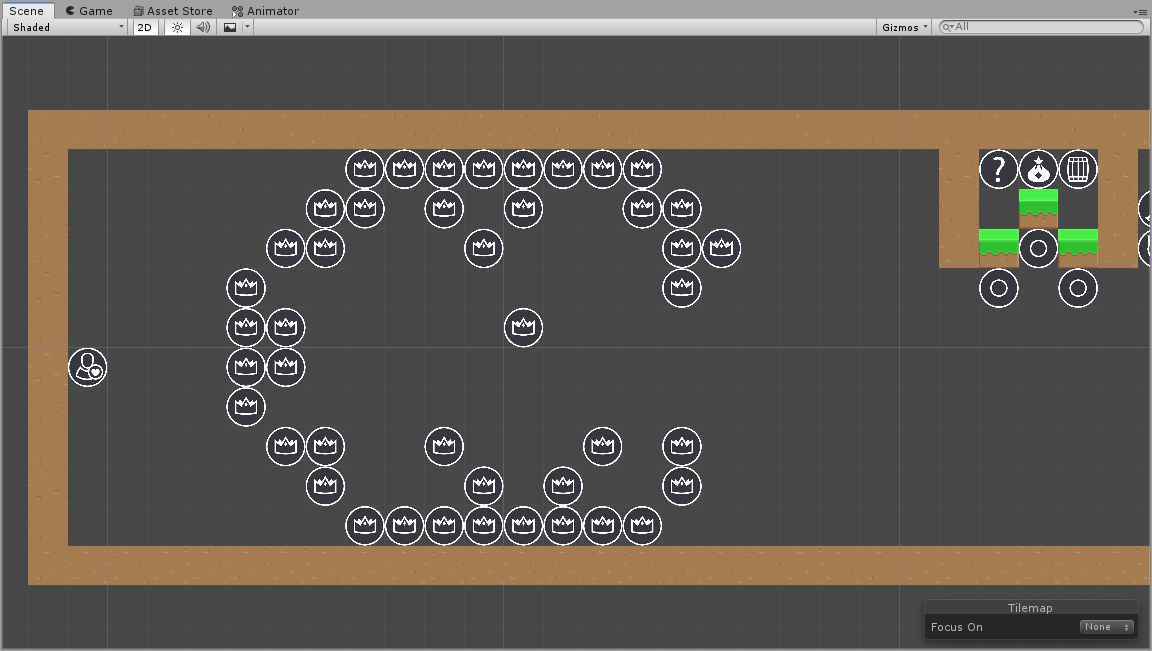 Scene Game Asset Store Animator
Shaded 2D Gizmos All
?
Tilemap
Focus On None